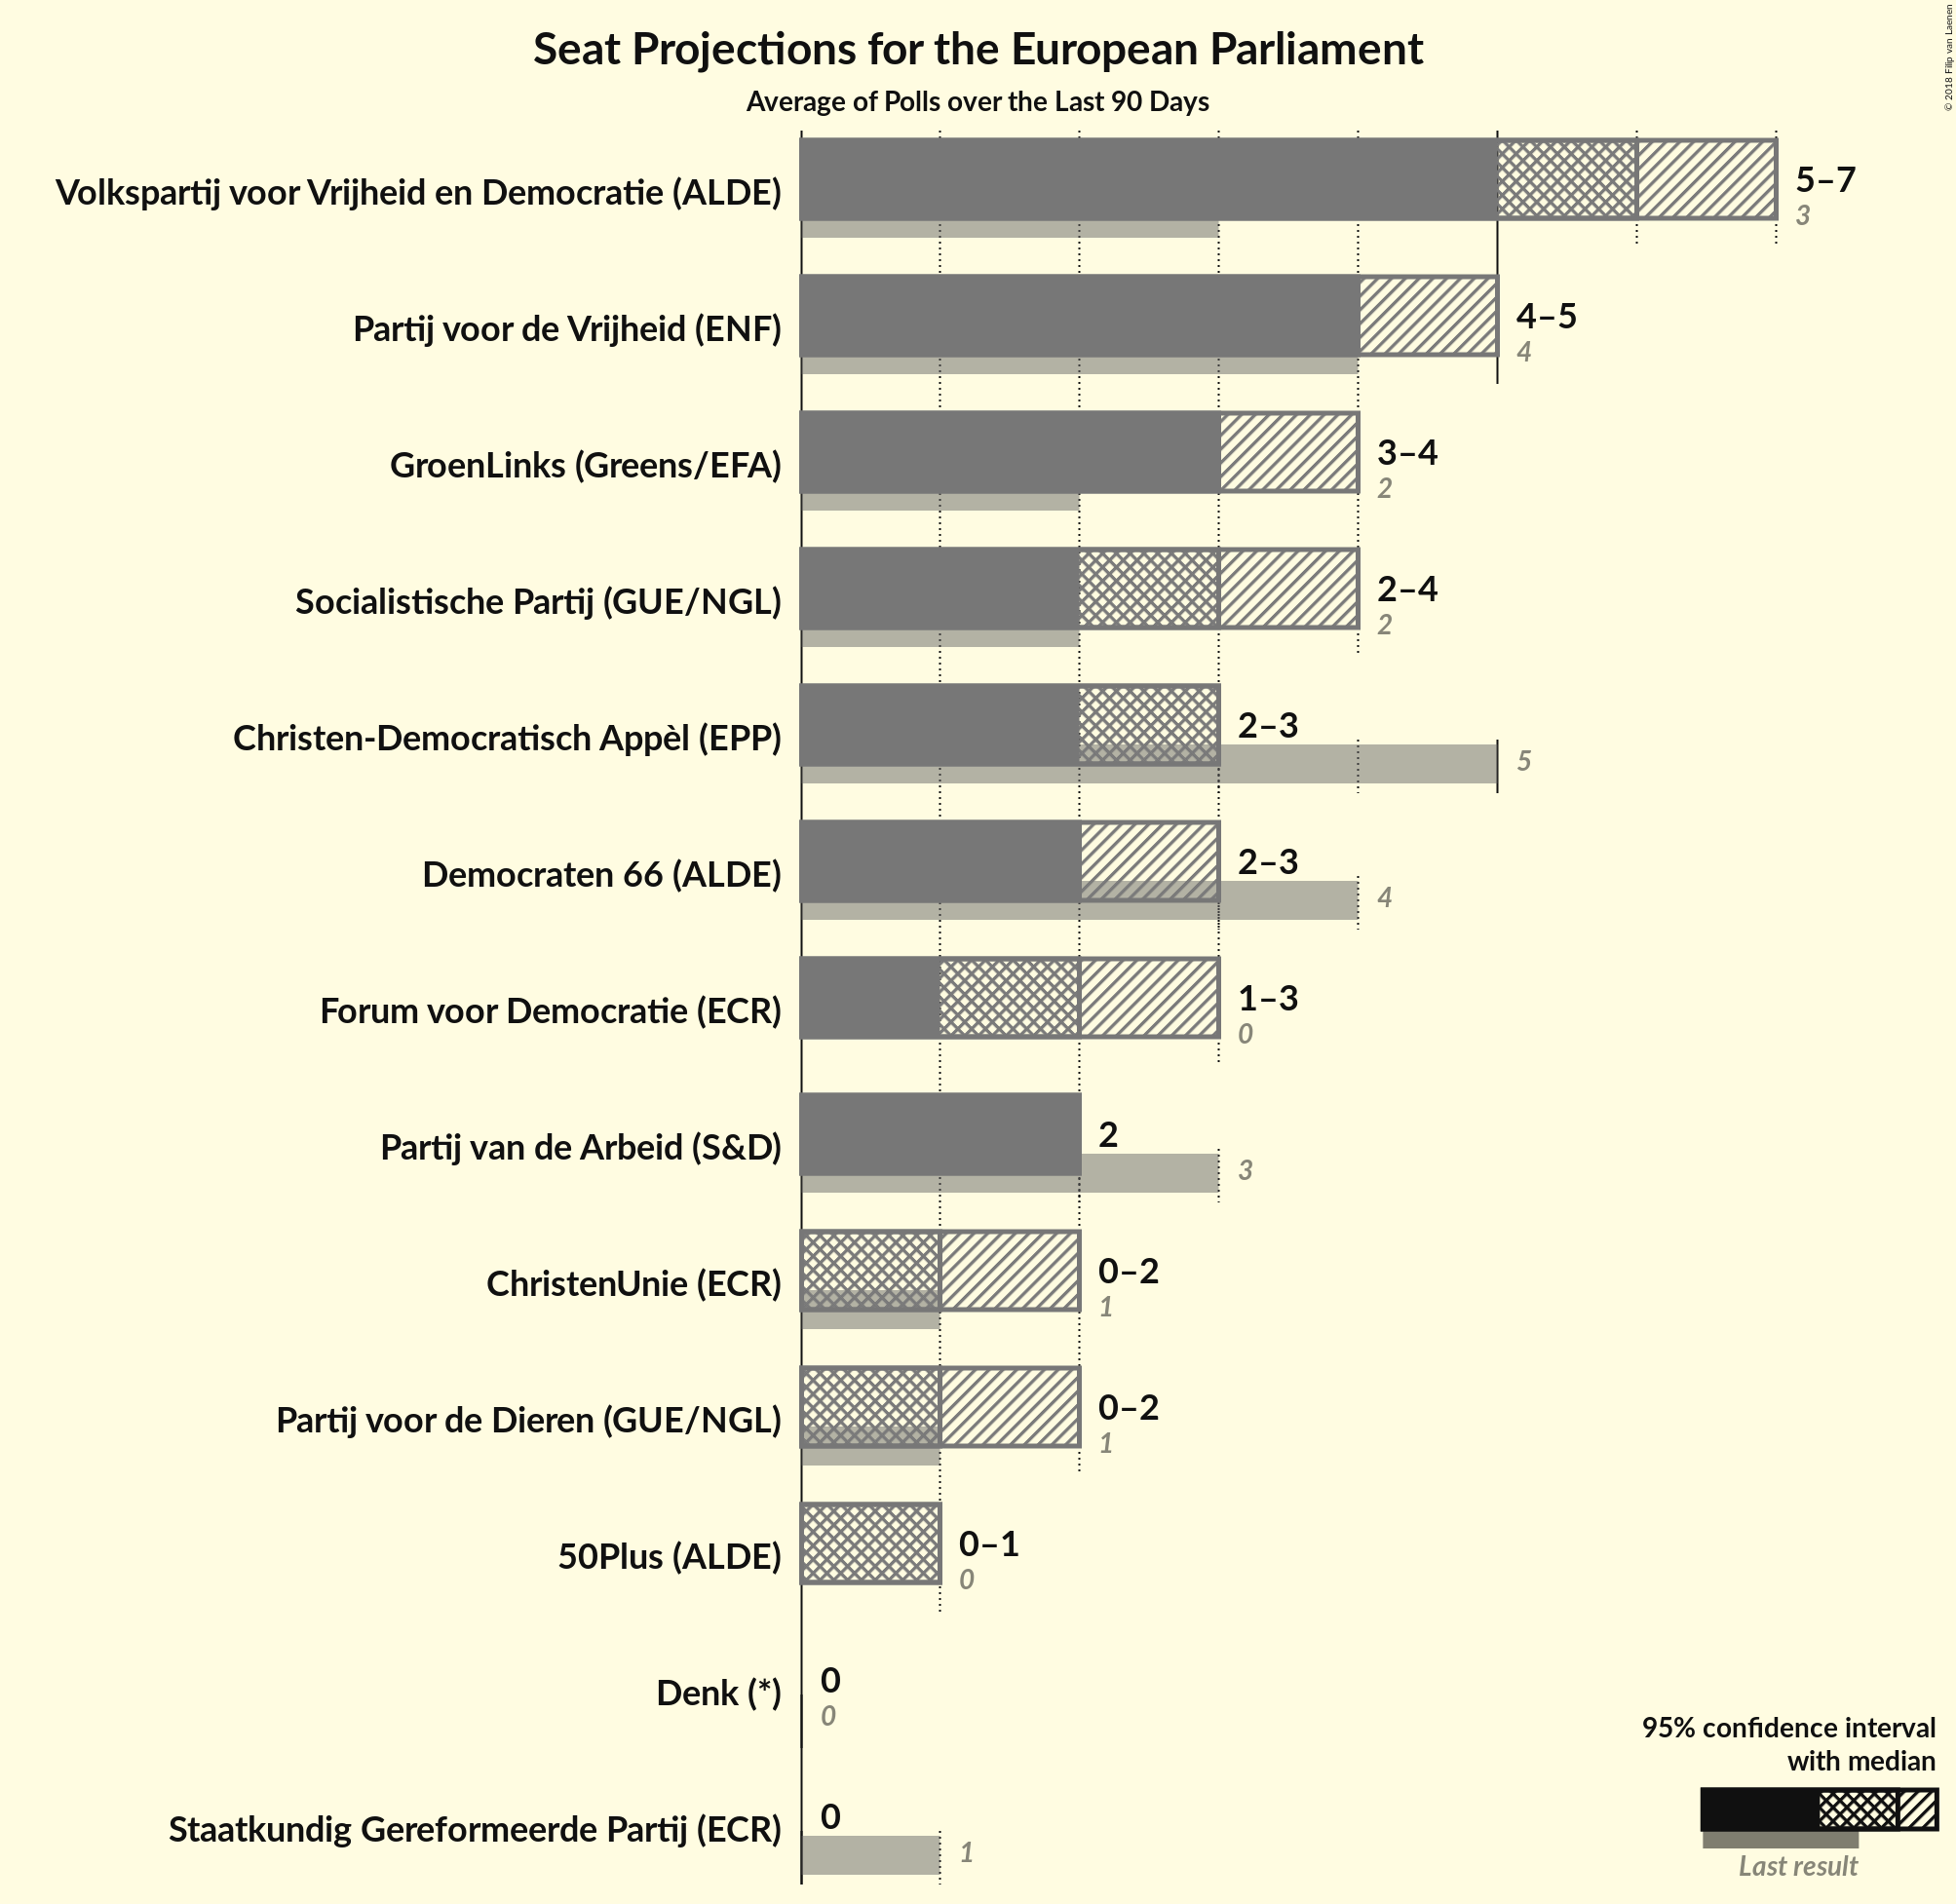 Seat Projections for the European Parliament
Average of Polls over the Last 90 Days
© 2018 Filip van Laenen
Volkspartij voor Vrijheid en Democratie (ALDE)
5–7
3
Partij voor de Vrijheid (ENF)
4–5
4
GroenLinks (Greens/EFA)
3–4
2
Socialistische Partij (GUE/NGL)
2–4
2
Christen-Democratisch Appèl (EPP)
2–3
5
Democraten 66 (ALDE)
2–3
4
Forum voor Democratie (ECR)
1–3
0
Partij van de Arbeid (S&D)
2
3
ChristenUnie (ECR)
0–2
1
Partij voor de Dieren (GUE/NGL)
0–2
1
50Plus (ALDE)
0–1
0
Denk (*)
0
0
Staatkundig Gereformeerde Partij (ECR)
0
1
95% confidence interval
with median
Last result